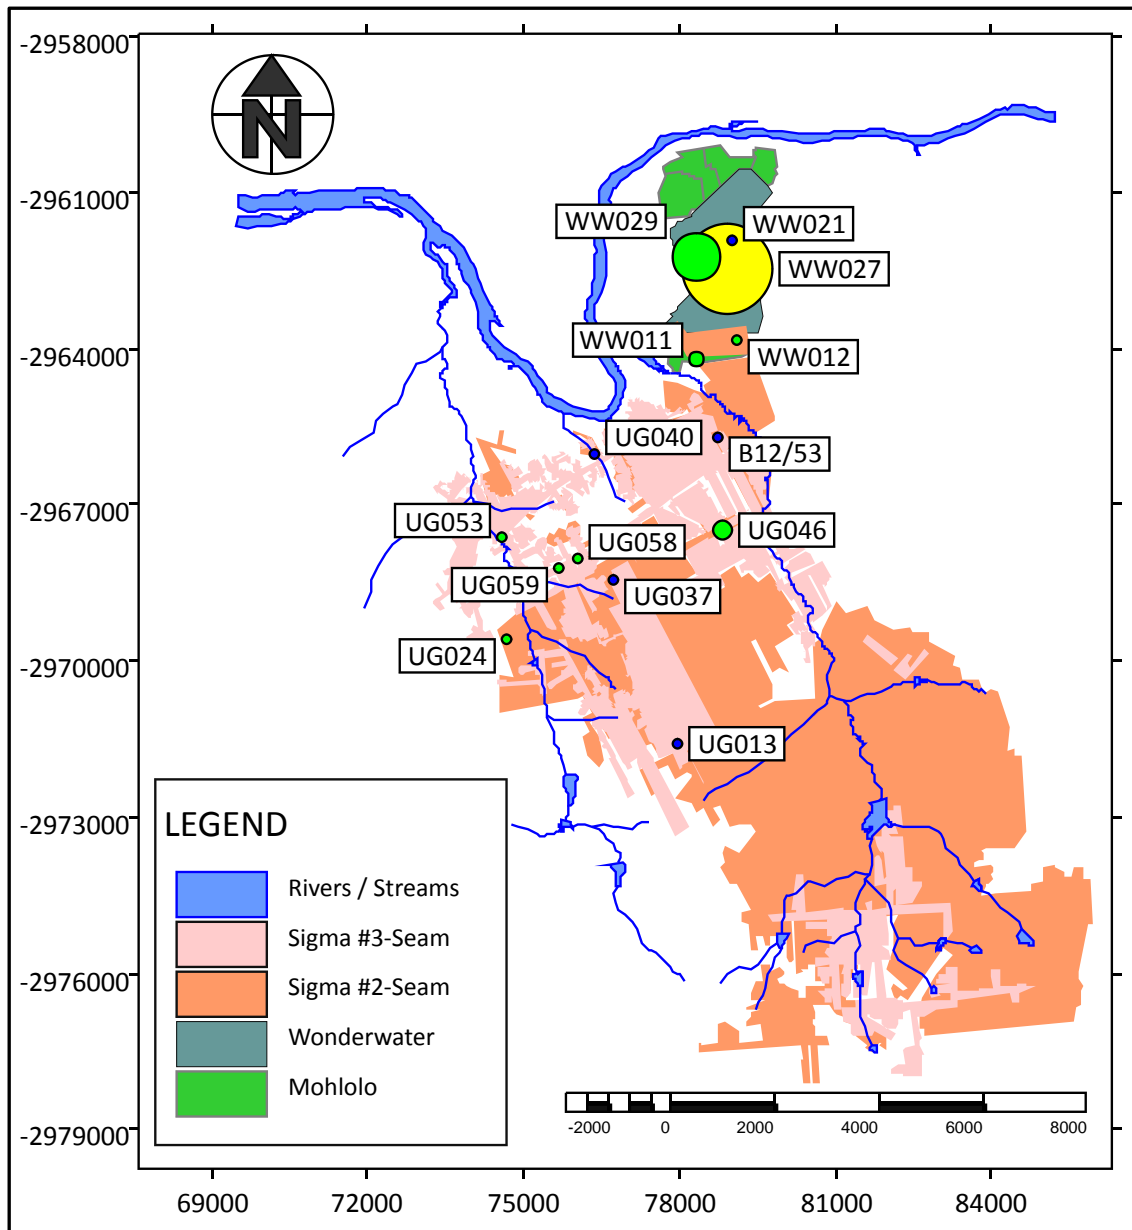 -2958000
N
-2961000
WW029
WW021
WW027
WW011
-2964000
WW012
UG040
B12/53
-2967000
UG053
UG058
UG046
UG059
UG037
UG024
-2970000
UG013
-2973000
LEGEND
Rivers / Streams
Sigma #3-Seam
-2976000
Sigma #2-Seam
Wonderwater
Mohlolo
-2979000
-2000 0 2000 4000 6000 8000
69000 72000 75000 78000 81000 84000